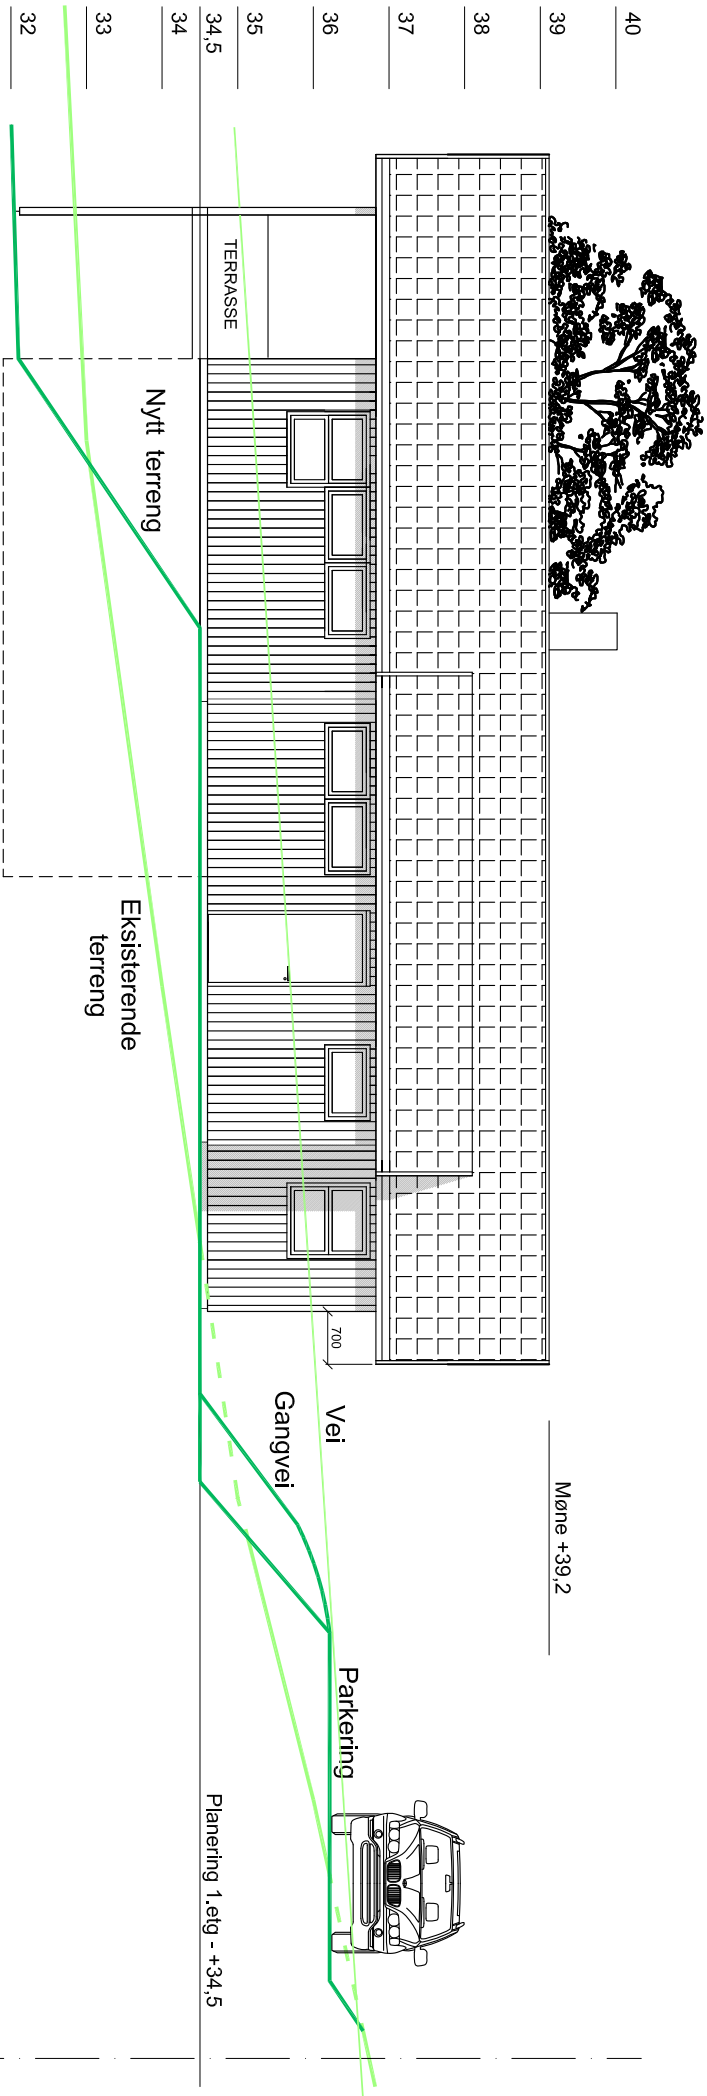 40
39
38
37
36
35
34,5
34
33
32
TERRASSE
Nytt terreng
Eksisterende
terreng
700
Vei
Gangvei
Møne +39,2
Parkering
Planering 1.etg - +34,5